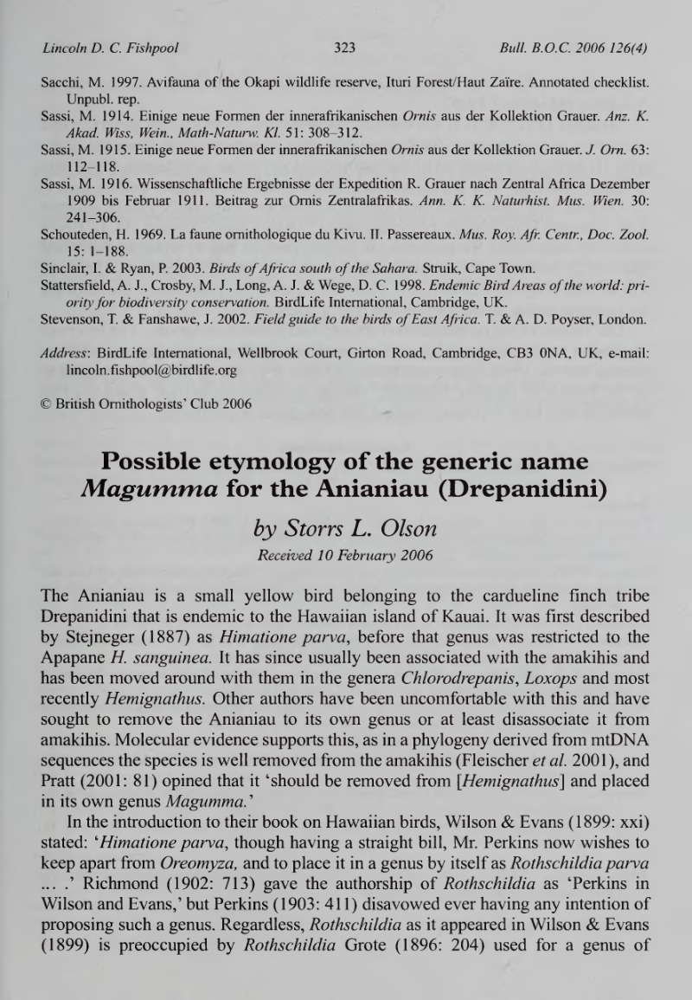 Lincoln D. C. Fishpool 323 Bull. B.O.C. 2006 126(4)
Sacchi, M. 1997. Avifauna of the Okapi wildlife reserve, Ituri Forest/Haut Zaïre. Annotated checklist.
Unpubl. rep.
Sassi, M. 1914. Einige neue Formen der innerafrikanischen Ornis aus der Kollektion Grauer. Anz. K.
Akad. Wiss, Wein., Math-Naturw. Kl. 51: 308–312.
Sassi, M. 1915. Einige neue Formen der innerafrikanischen Ornis aus der Kollektion Grauer. J. Orn. 63:
112–118.
Sassi, M. 1916. Wissenschaftliche Ergebnisse der Expedition R. Grauer nach Zentral Africa Dezember
1909 bis Februar 1911. Beitrag zur Ornis Zentralafrikas. Ann. K. K. Naturhist. Mus. Wien. 30:
241–306.
Schouteden, H. 1969. La faune ornithologique du Kivu. II. Passereaux. Mus. Roy. Afr. Centr., Doc. Zool.
15: 1–188.
Sinclair, I. & Ryan, P. 2003. Birds of Africa south of the Sahara. Struik, Cape Town.
Stattersfield, A. J., Crosby, M. J., Long, A. J. & Wege, D. C. 1998. Endemic Bird Areas of the world: pri-
ority for biodiversity conservation. BirdLife International, Cambridge, UK.
Stevenson, T. & Fanshawe, J. 2002. Field guide to the birds of East Africa. T. & A. D. Poyser, London.
Address: BirdLife International, Wellbrook Court, Girton Road, Cambridge, CB3 0NA, UK, e-mail:
lincoln.fishpool@birdlife.org
© British Ornithologists' Club 2006
Possible etymology of the generic name
Magumma for the Anianiau (Drepanidini)
by Storrs L. Olson
Received 10 February 2006
The Anianiau is a small yellow bird belonging to the cardueline finch tribe
Drepanidini that is endemic to the Hawaiian island of Kauai. It was first described
by Stejneger (1887) as Himatione parva, before that genus was restricted to the
Apapane H. sanguinea. It has since usually been associated with the amakihis and
has been moved around with them in the genera Chlorodrepanis, Loxops and most
recently Hemignathus. Other authors have been uncomfortable with this and have
sought to remove the Anianiau to its own genus or at least disassociate it from
amakihis. Molecular evidence supports this, as in a phylogeny derived from mtDNA
sequences the species is well removed from the amakihis (Fleischer et al. 2001), and
Pratt (2001: 81) opined that it 'should be removed from [Hemignathus] and placed
in its own genus Magumma.'
In the introduction to their book on Hawaiian birds, Wilson & Evans (1899: xxi)
stated: 'Himatione parva, though having a straight bill, Mr. Perkins now wishes to
keep apart from Oreomyza, and to place it in a genus by itself as Rothschildia parva
... .' Richmond (1902: 713) gave the authorship of Rothschildia as 'Perkins in
Wilson and Evans,' but Perkins (1903: 411) disavowed ever having any intention of
proposing such a genus. Regardless, Rothschildia as it appeared in Wilson & Evans
(1899) is preoccupied by Rothschildia Grote (1896: 204) used for a genus of